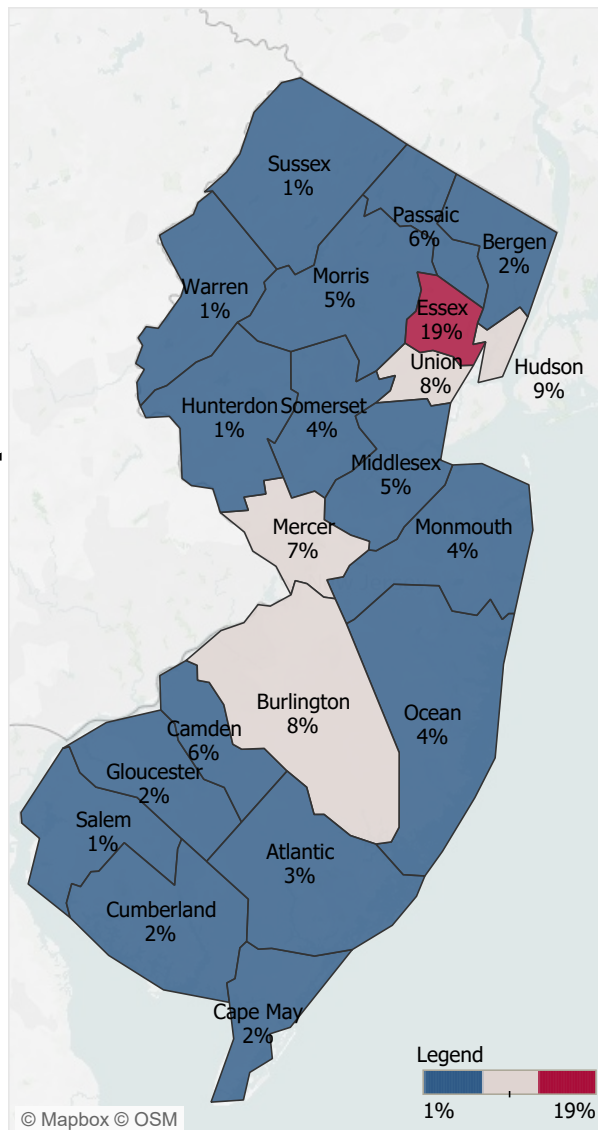 Sussex
1%
Passaic
6%
Bergen
2%
Warren
1%
Morris
5%
Essex
19%
Union
8%
Hudson
9%
Hunterdon
1%
Somerset
4%
Middlesex
5%
Mercer
7%
Monmouth
4%
Burlington
8%
Ocean
4%
Camden
6%
Gloucester
2%
Salem
1%
Atlantic
3%
Cumberland
2%
Cape May
2%
Legend
1% 19%
© Mapbox © OSM